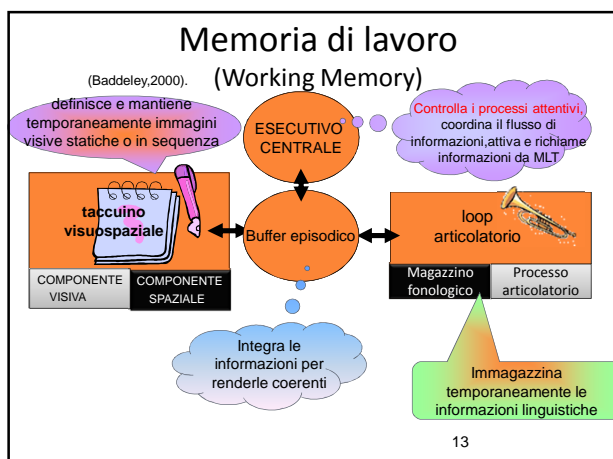 Memoria di lavoro
(Working Memory)
(Baddeley,2000).
definisce e mantiene
temporaneamente immagini
visive statiche o in sequenza
ESECUTIVO
CENTRALE
Controlla i processi attentivi,
coordina il flusso di
informazioni,attiva e richiame
informazioni da MLT
taccuino
visuospaziale
Buffer episodico
loop
articolatorio
COMPONENTE
VISIVA
COMPONENTE
SPAZIALE
Magazzino
fonologico
Processo
articolatorio
Integra le
informazioni per
renderle coerenti
Immagazzina
temporaneamente le
informazioni linguistiche
13